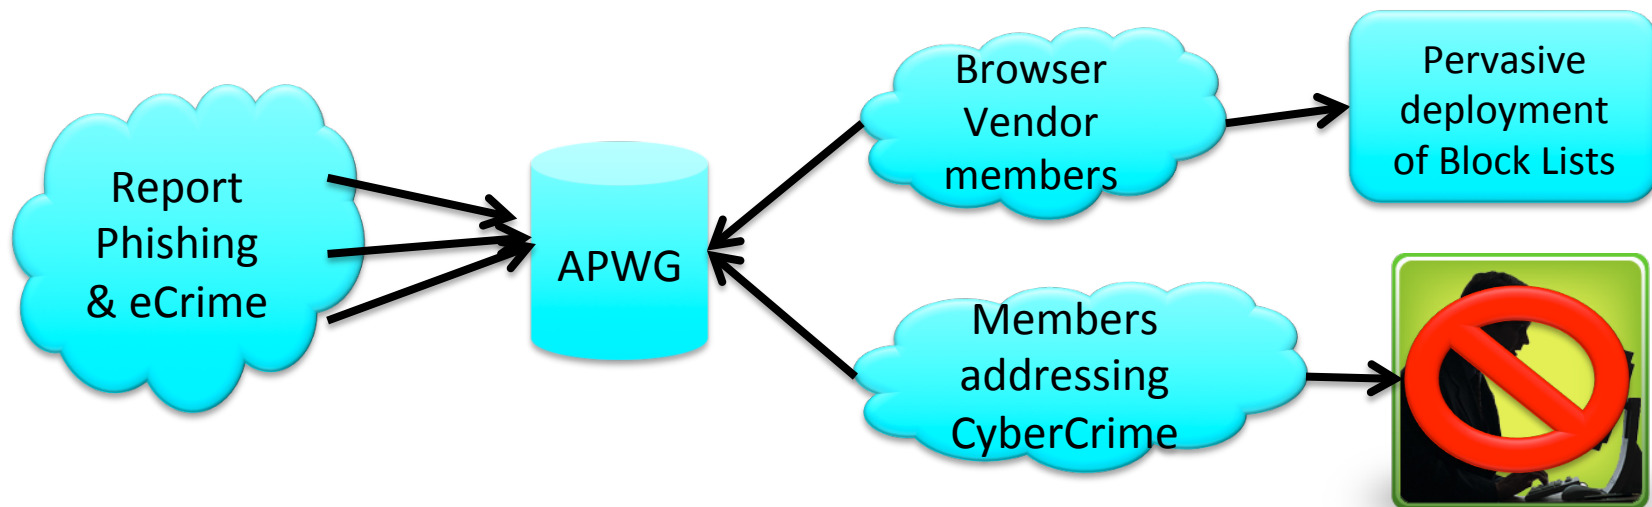 Report
Phishing
& eCrime
APWG
Browser
Vendor
members
Pervasive
deployment
of Block Lists
Members
addressing
CyberCrime